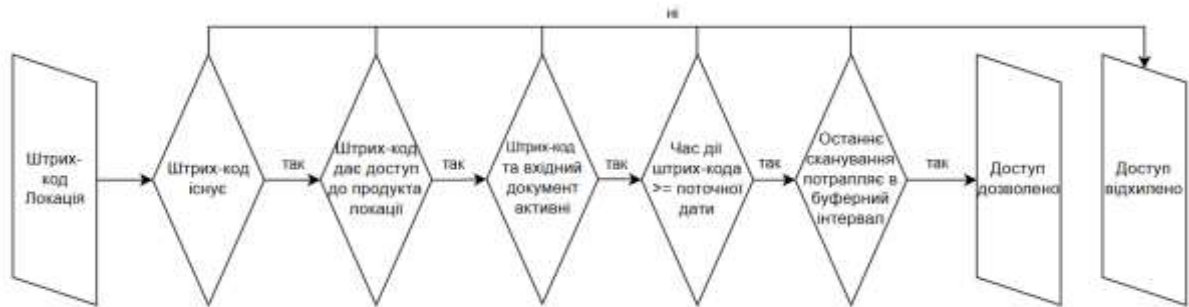 ні
Штрих-
код
Локація
Штрих-код
існує
так
Штрих-код
дає доступ
до продукта
локації
так
Штрих-код
та вхідний
документ
активні
так
Час дії
штрих-кода
>= поточної
дати
так
Останнє
сканування
потрапляє в
буферний
інтервал
так
Доступ
дозволено
Доступ
відхилено